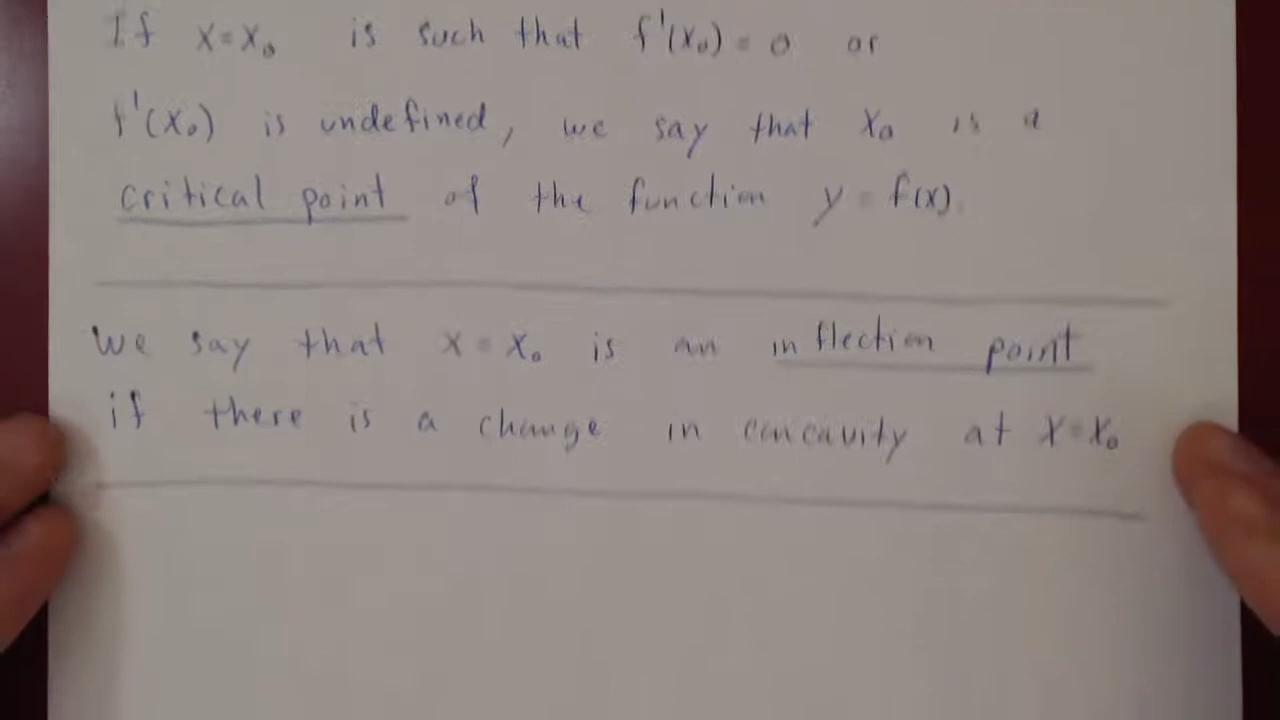 If x=x₀ is such that f'(x₀)=0 or
f'(x₀) is undefined, we say that x₀ is a
critical point of the function y=f(x).
We say that x=x₀ is an inflection point
if there is a change in concavity at x=x₀